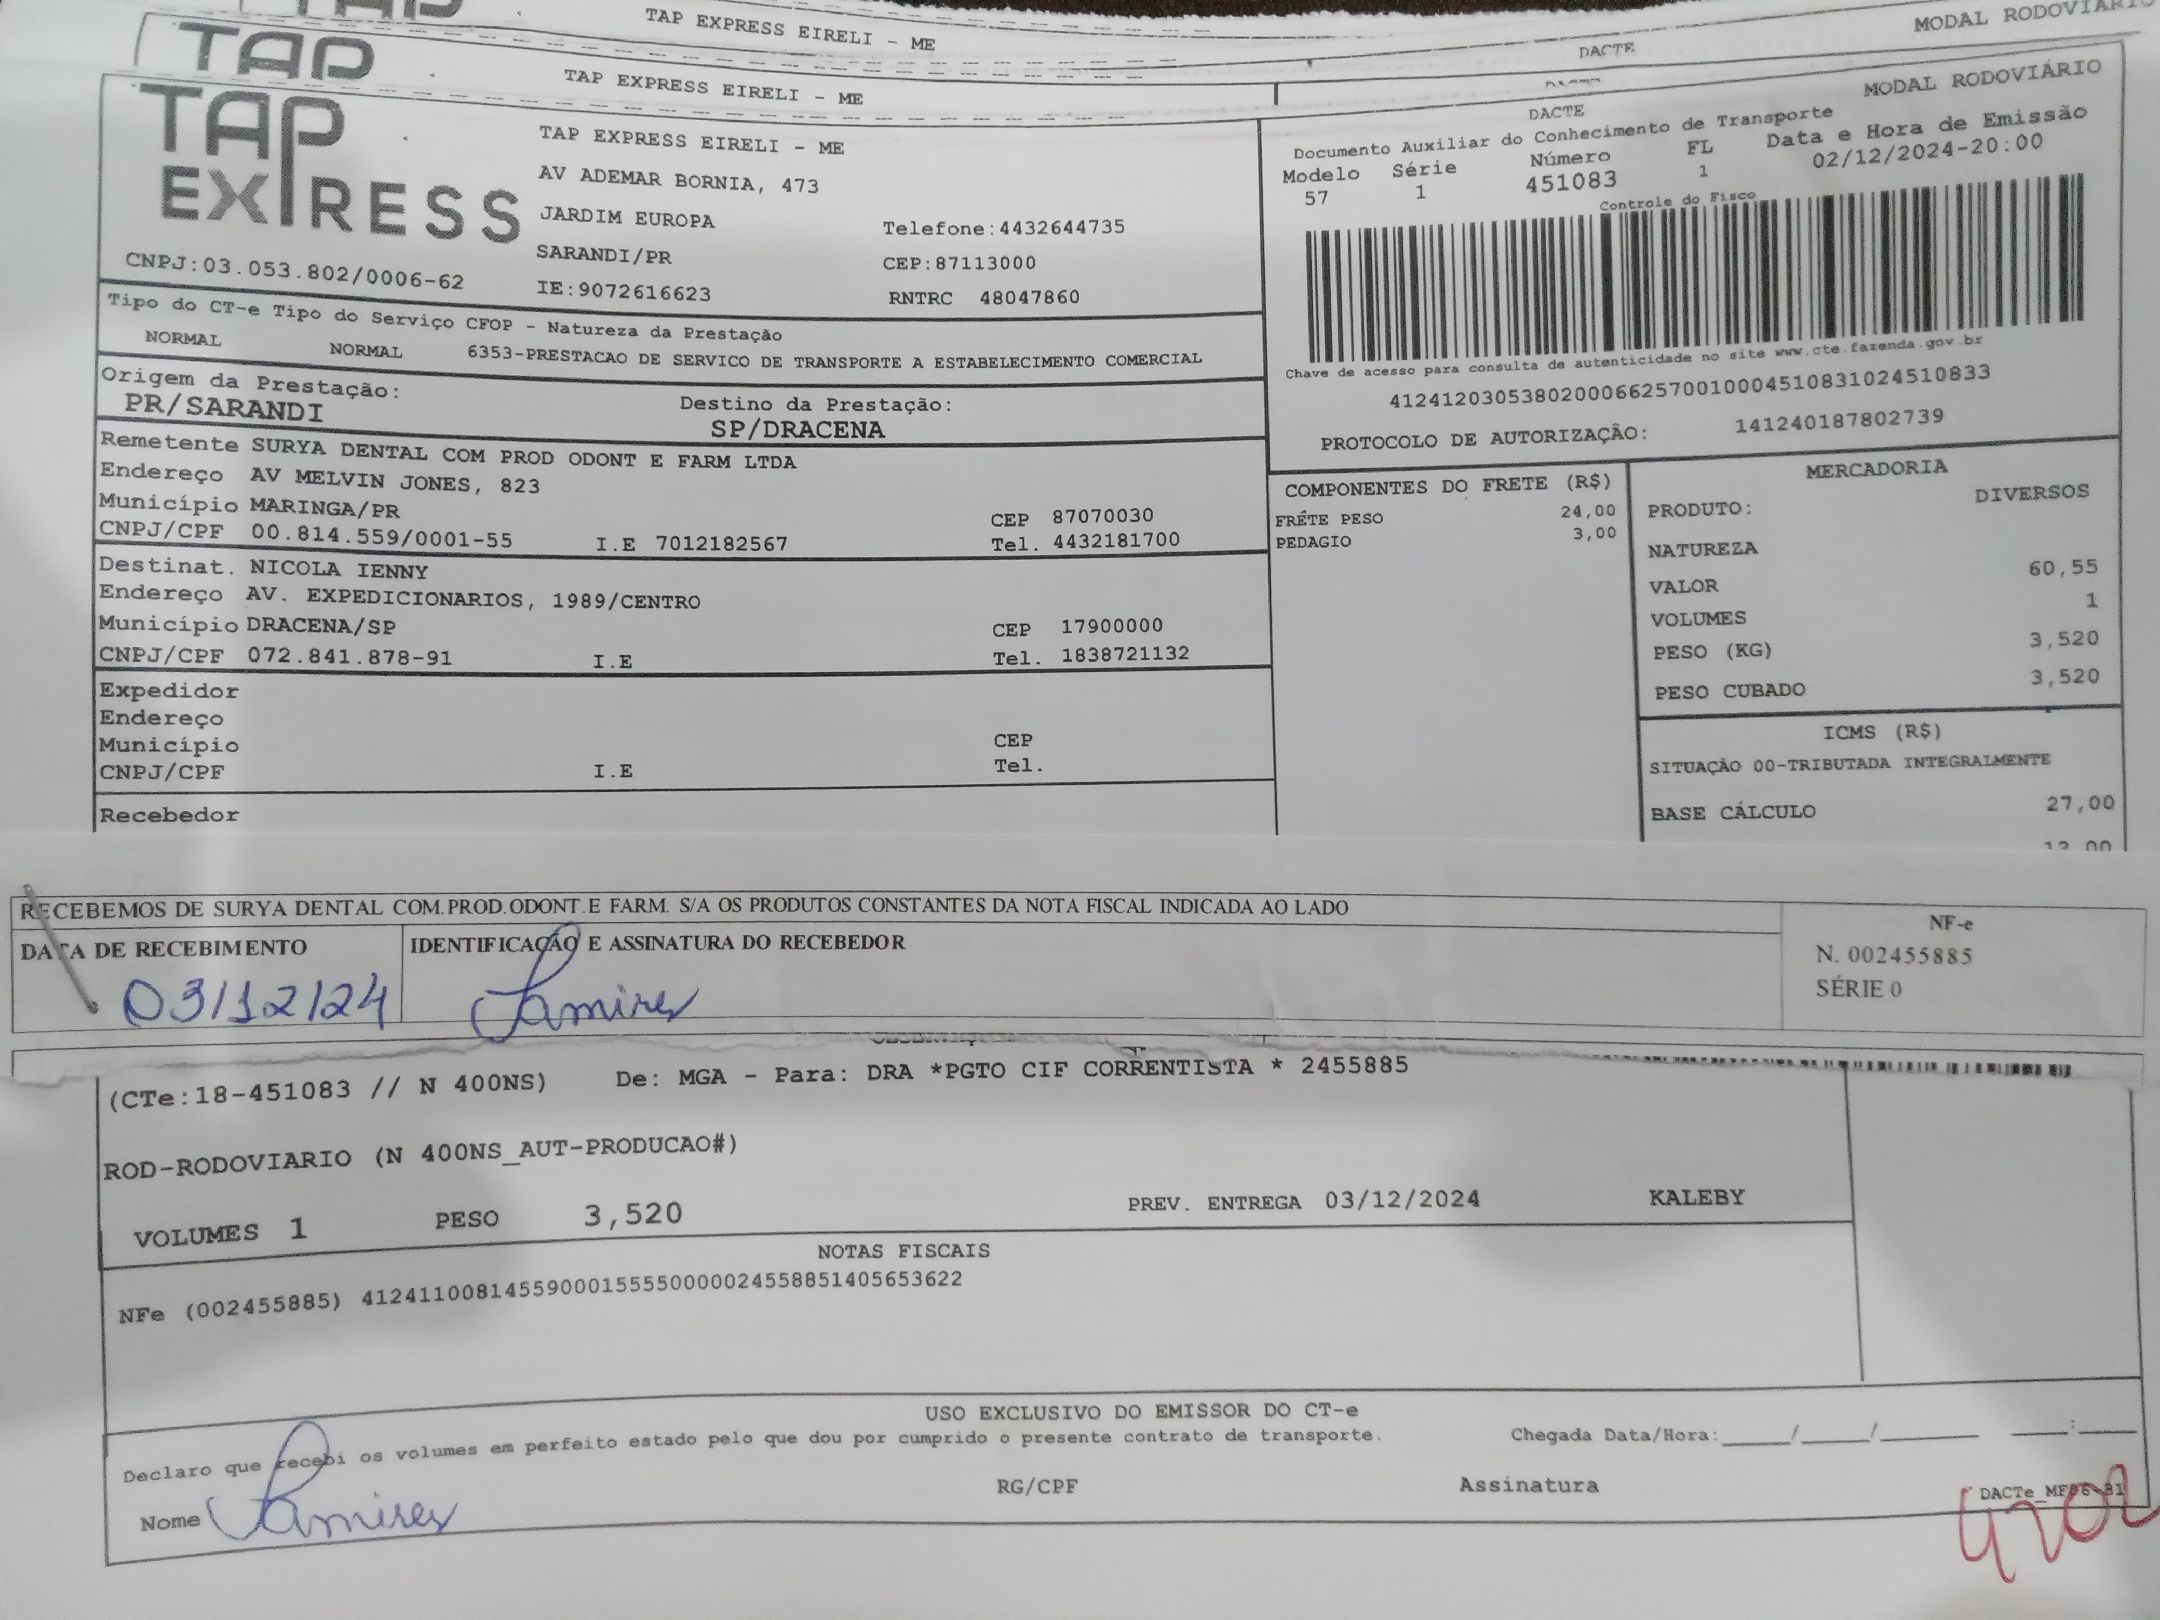 TAP EXPRESS EIRELI - ME
DACTE
MODAL RODOVIÁRIO
TAP
TAP EXPRESS EIRELI - ME
TAP EXPRESS
TAP EXPRESS EIRELI - ME
AV ADEMAR BORNIA, 473
JARDIM EUROPA
Telefone:4432644735
SARANDI/PR
CEP:87113000
CNPJ:03.053.802/0006-62
IE:9072616623
RNTRC 48047860
DACTE
MODAL RODOVIÁRIO
Documento Auxiliar do Conhecimento de Transporte
Modelo Série Número FL Data e Hora de Emissão
57 1 451083 1 02/12/2024-20:00
Controle do Fisco
Chave de acesso para consulta de autenticidade no site www.cte.fazenda.gov.br
41241203053802000662570010004510831024510833
PROTOCOLO DE AUTORIZAÇÃO: 141240187802739
Tipo do CT-e Tipo do Serviço CFOP - Natureza da Prestação
NORMAL NORMAL 6353-PRESTACAO DE SERVICO DE TRANSPORTE A ESTABELECIMENTO COMERCIAL
Origem da Prestação: Destino da Prestação:
PR/SARANDI SP/DRACENA
Remetente SURYA DENTAL COM PROD ODONT E FARM LTDA
Endereço AV MELVIN JONES, 823
Município MARINGA/PR CEP 87070030
CNPJ/CPF 00.814.559/0001-55 I.E 7012182567 Tel. 4432181700
Destinat. NICOLA IENNY
Endereço AV. EXPEDICIONARIOS, 1989/CENTRO
Município DRACENA/SP CEP 17900000
CNPJ/CPF 072.841.878-91 I.E Tel. 1838721132
Expedidor
Endereço
Município CEP
CNPJ/CPF I.E Tel.
Recebedor
COMPONENTES DO FRETE (R$)
FRETE PESO 24,00
PEDAGIO 3,00
MERCADORIA
PRODUTO: DIVERSOS
NATUREZA
VALOR 60,55
VOLUMES 1
PESO (KG) 3,520
PESO CUBADO 3,520
ICMS (R$)
SITUAÇÃO 00-TRIBUTADA INTEGRALMENTE
BASE CÁLCULO 27,00
RECEBEMOS DE SURYA DENTAL COM.PROD.ODONT.E FARM. S/A OS PRODUTOS CONSTANTES DA NOTA FISCAL INDICADA AO LADO
DATA DE RECEBIMENTO IDENTIFICAÇÃO E ASSINATURA DO RECEBEDOR
03/12/24
NF-e
N. 002455885
SÉRIE 0
(CTe:18-451083 // N 400NS) De: MGA - Para: DRA *PGTO CIF CORRENTISTA * 2455885
ROD-RODOVIARIO (N 400NS_AUT-PRODUCAO#)
VOLUMES 1 PESO 3,520 PREV. ENTREGA 03/12/2024 KALEBY
NOTAS FISCAIS
NFe (002455885) 41241100814559000155550000024558851405653622
USO EXCLUSIVO DO EMISSOR DO CT-e
Declaro que recebi os volumes em perfeito estado pelo que dou por cumprido o presente contrato de transporte. Chegada Data/Hora:____/____/____ ____:____
Nome RG/CPF Assinatura